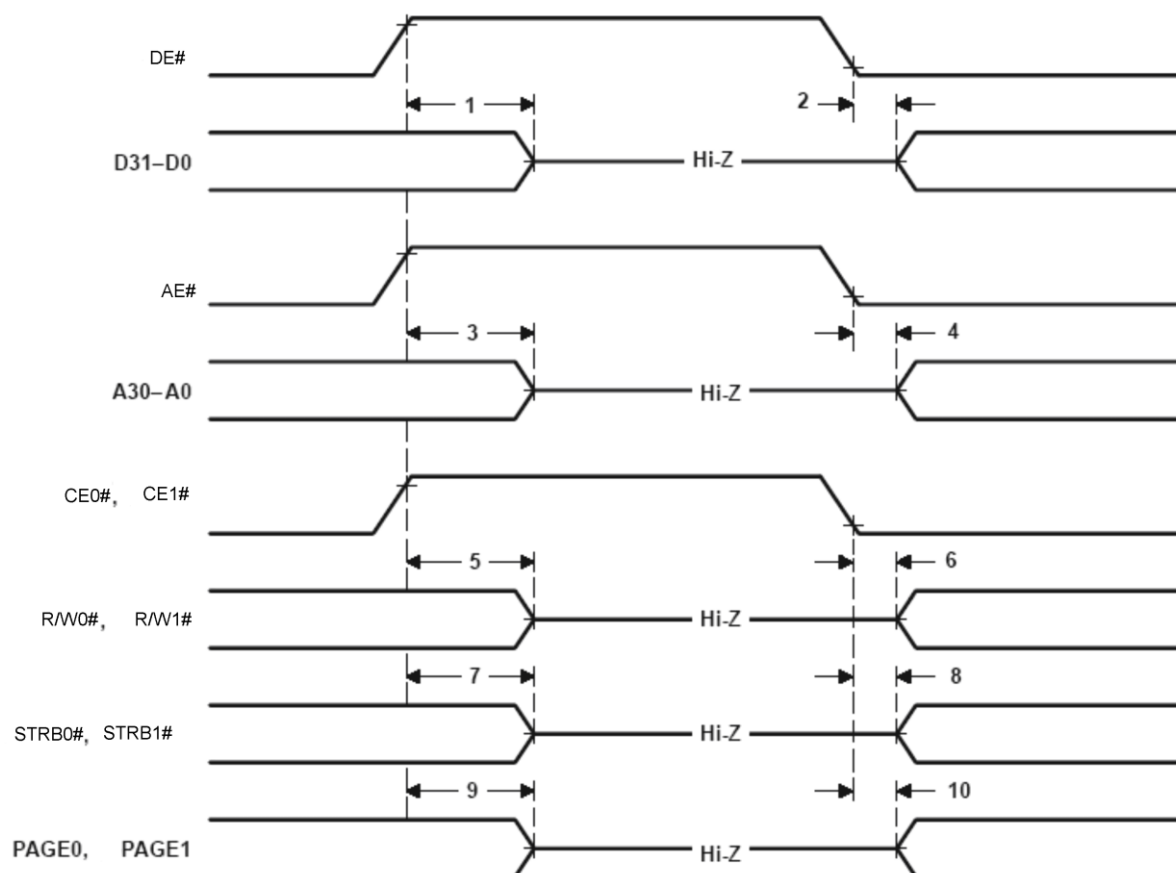 DE#
1
2
D31–D0
Hi-Z
AE#
3
4
A30–A0
Hi-Z
CE0#, CE1#
5
6
R/W0#, R/W1#
Hi-Z
7
8
STRB0#, STRB1#
Hi-Z
9
10
PAGE0, PAGE1
Hi-Z